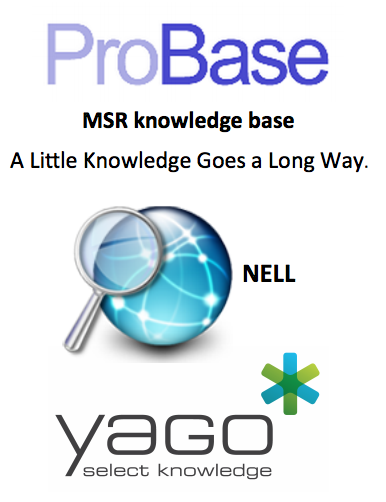 ProBase
MSR knowledge base
A Little Knowledge Goes a Long Way.
NELL
yago
select knowledge